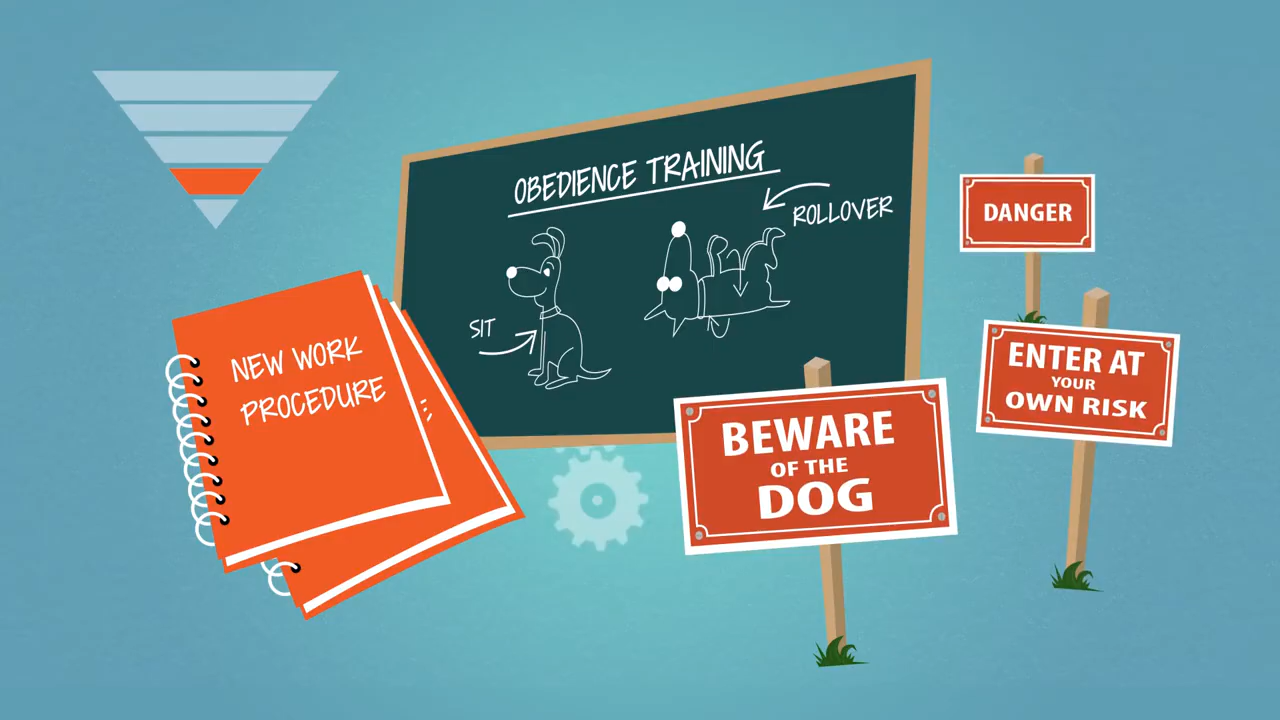 OBEDIENCE TRAINING
ROLLOVER
SIT
NEW WORK
PROCEDURE
DANGER
ENTER AT
YOUR
OWN RISK
BEWARE
OF THE
DOG